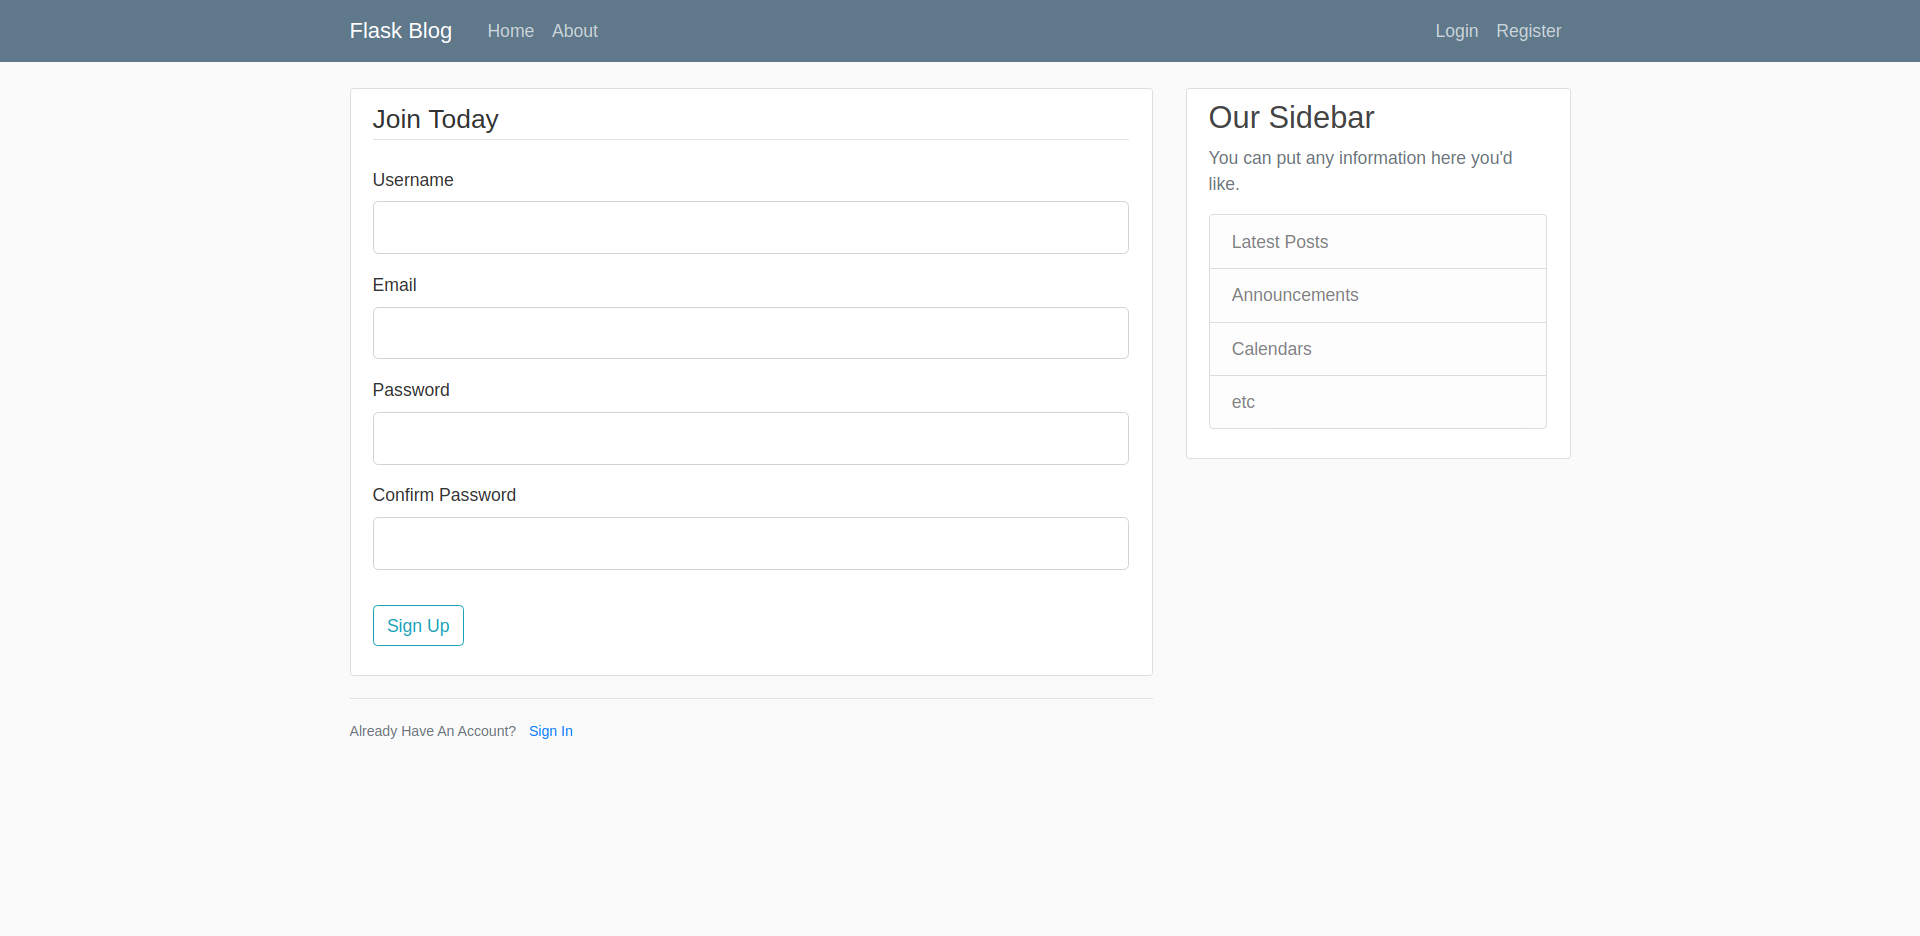 Flask Blog Home About Login Register
Join Today
Username
Email
Password
Confirm Password
Sign Up
Already Have An Account? Sign In
Our Sidebar
You can put any information here you'd
like.
Latest Posts
Announcements
Calendars
etc